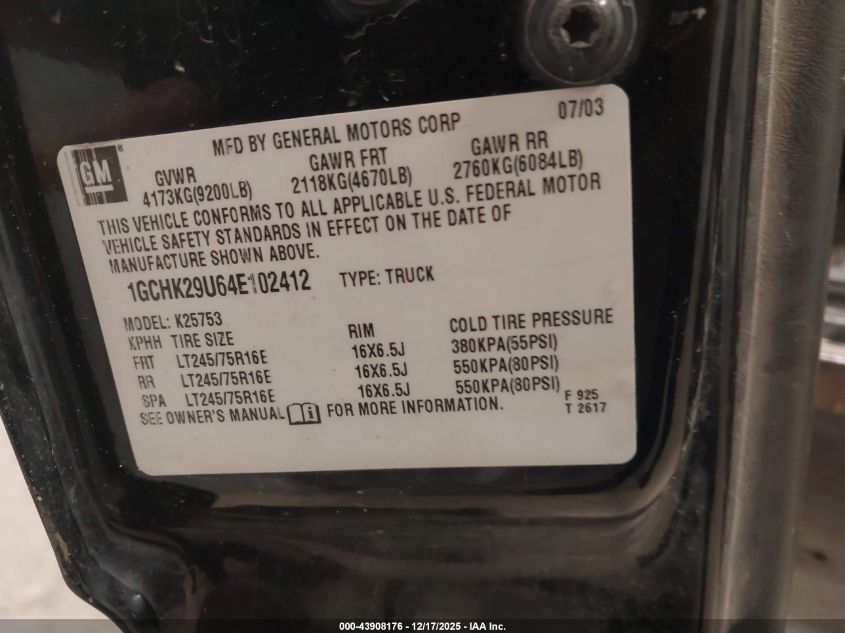 GM
MFD BY GENERAL MOTORS CORP 07/03
GVWR GAWR FRT GAWR RR
4173KG(9200LB) 2118KG(4670LB) 2760KG(6084LB)
THIS VEHICLE CONFORMS TO ALL APPLICABLE U.S. FEDERAL MOTOR
VEHICLE SAFETY STANDARDS IN EFFECT ON THE DATE OF
MANUFACTURE SHOWN ABOVE.
1GCHK29U64E102412 TYPE: TRUCK
MODEL: K25753
KPHH TIRE SIZE RIM COLD TIRE PRESSURE
FRT LT245/75R16E 16X6.5J 380KPA(55PSI)
RR LT245/75R16E 16X6.5J 550KPA(80PSI)
SPA LT245/75R16E 16X6.5J 550KPA(80PSI)
SEE OWNER'S MANUAL i FOR MORE INFORMATION.
F 925
T 2617
000-43908176 - 12/17/2025 - IAA Inc.